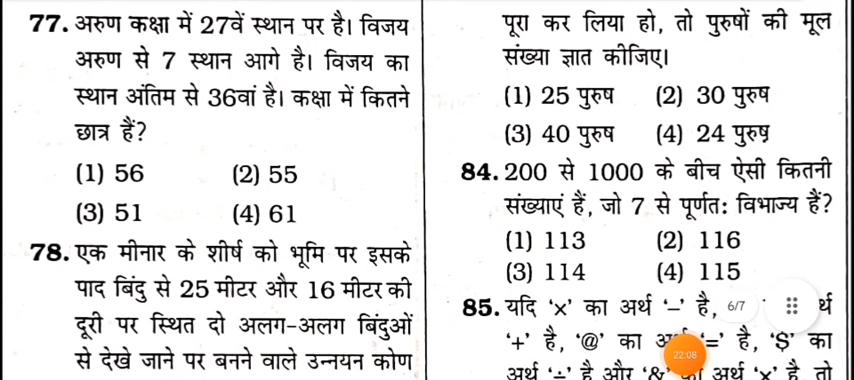 77. अरुण कक्षा में 27वें स्थान पर है। विजय
अरुण से 7 स्थान आगे है। विजय का
स्थान अंतिम से 36वां है। कक्षा में कितने
छात्र हैं?
(1) 56 (2) 55
(3) 51 (4) 61
78. एक मीनार के शीर्ष को भूमि पर इसके
पाद बिंदु से 25 मीटर और 16 मीटर की
दूरी पर स्थित दो अलग-अलग बिंदुओं
से देखे जाने पर बनने वाले उन्नयन कोण
पूरा कर लिया हो, तो पुरुषों की मूल
संख्या ज्ञात कीजिए।
(1) 25 पुरुष (2) 30 पुरुष
(3) 40 पुरुष (4) 24 पुरुष
84. 200 से 1000 के बीच ऐसी कितनी
संख्याएं हैं, जो 7 से पूर्णत: विभाज्य हैं?
(1) 113 (2) 116
(3) 114 (4) 115
85. यदि ‘×’ का अर्थ ‘–’ है, 6/7
‘+’ है, ‘@’ का ‘=’ है, ‘$’ का
22:08
अर्थ ‘÷’ है और ‘&’ अर्थ ‘×’ है, तो